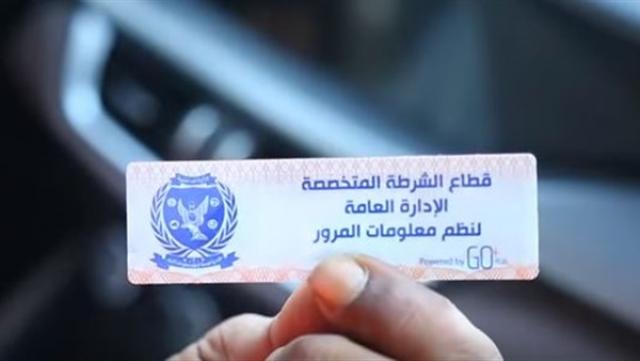 قطاع الشرطة المتخصصة
الإدارة العامة
لنظم معلومات المرور
Powered by GO+